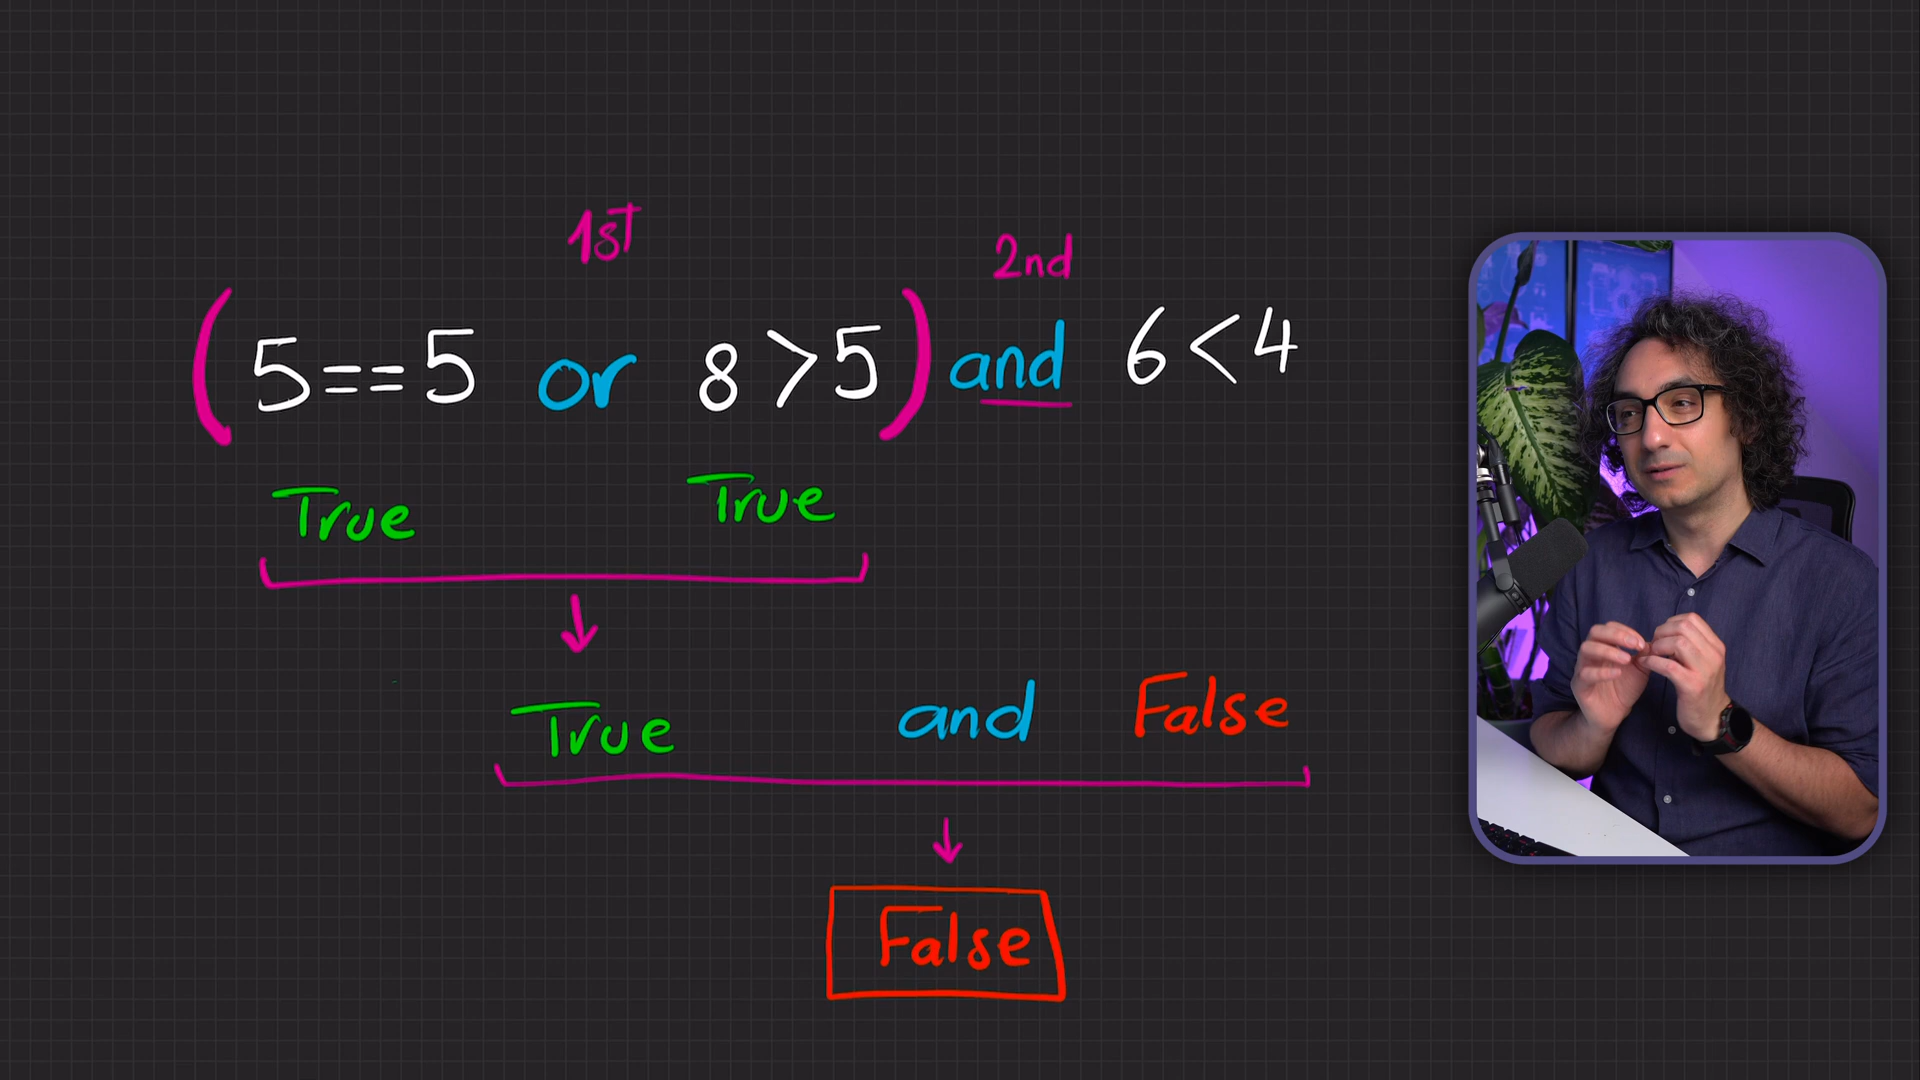 1st 2nd
(5==5 or 8>5) and 6<4
True True
True and False
False